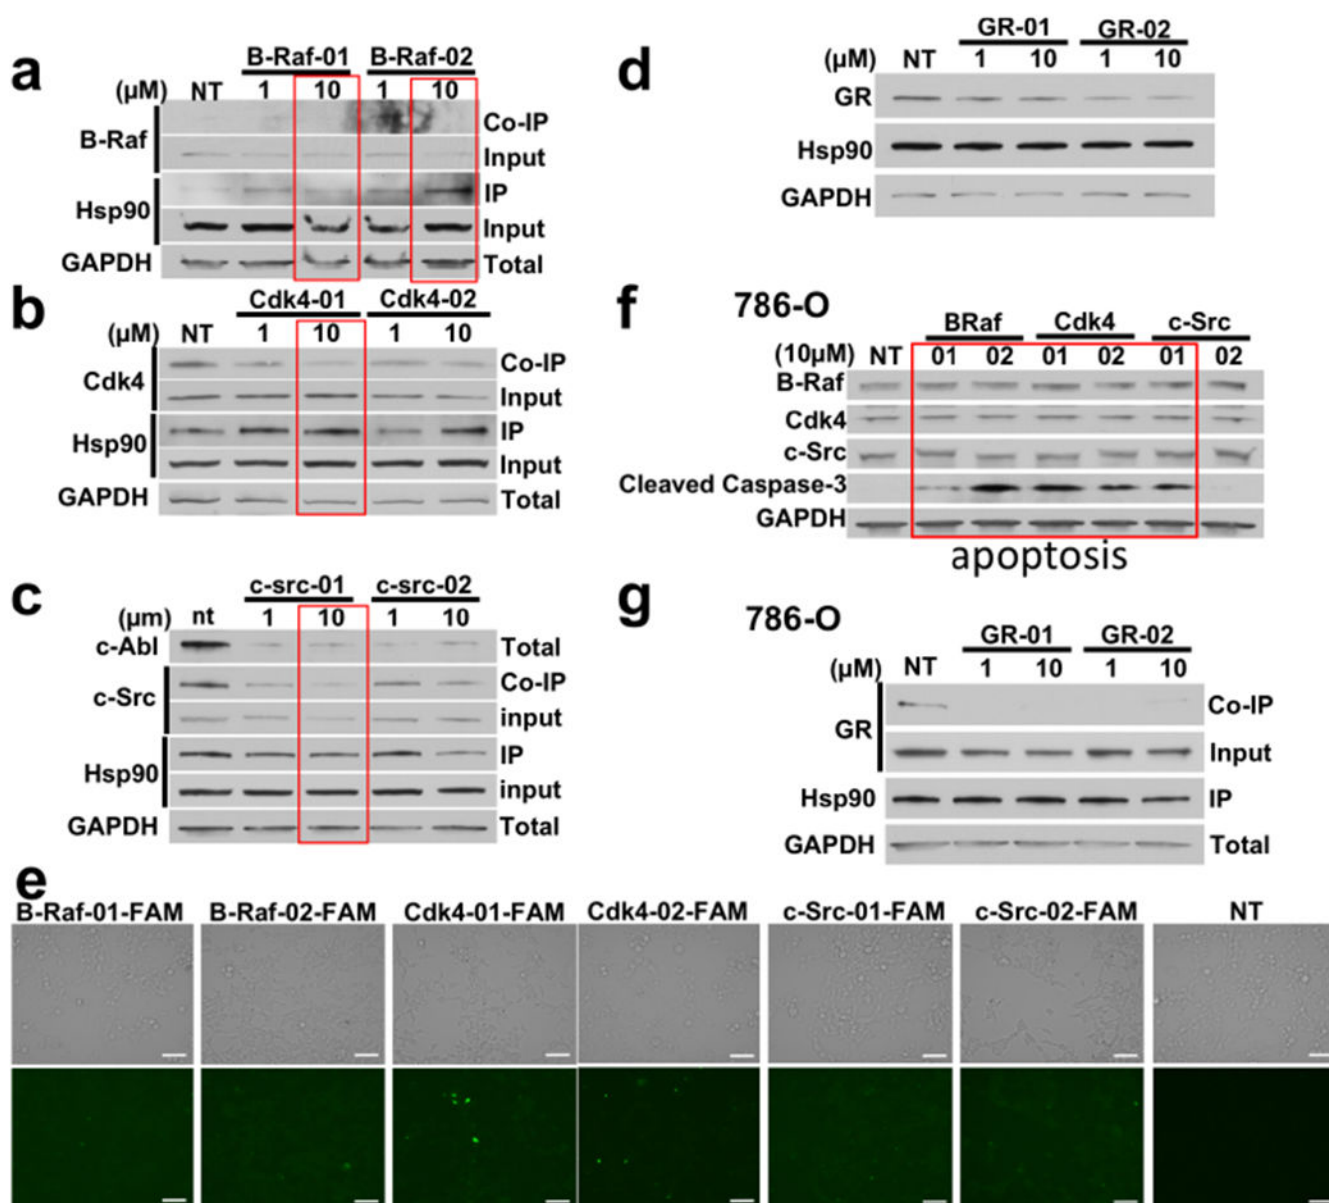 a
B-Raf-01 B-Raf-02
(μM) NT 1 10 1 10
B-Raf
Co-IP
Input
Hsp90
IP
Input
GAPDH Total
b
Cdk4-01 Cdk4-02
(μM) NT 1 10 1 10
Cdk4
Co-IP
Input
Hsp90
IP
Input
GAPDH Total
c
c-src-01 c-src-02
(μm) nt 1 10 1 10
c-Abl Total
c-Src
Co-IP
input
Hsp90
IP
input
GAPDH Total
d
GR-01 GR-02
(μM) NT 1 10 1 10
GR
Hsp90
GAPDH
f 786-O
BRaf Cdk4 c-Src
(10μM) NT 01 02 01 02 01 02
B-Raf
Cdk4
c-Src
Cleaved Caspase-3
GAPDH
apoptosis
g 786-O
GR-01 GR-02
(μM) NT 1 10 1 10
GR
Co-IP
Input
Hsp90 IP
GAPDH Total
e
B-Raf-01-FAM B-Raf-02-FAM Cdk4-01-FAM Cdk4-02-FAM c-Src-01-FAM c-Src-02-FAM NT